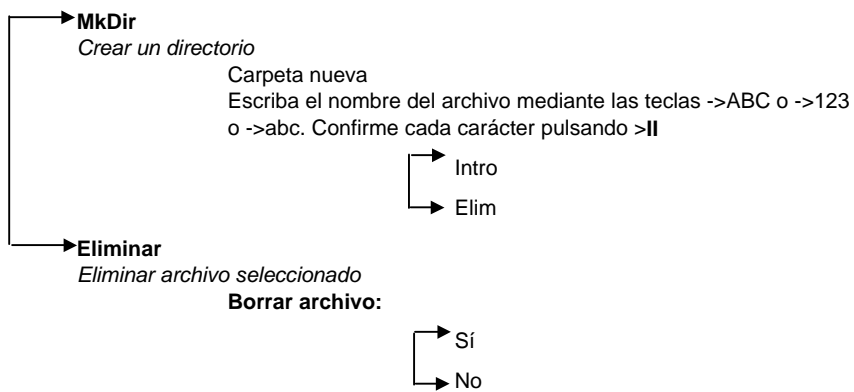 MkDir
Crear un directorio
Carpeta nueva
Escriba el nombre del archivo mediante las teclas ->ABC o ->123
o ->abc. Confirme cada carácter pulsando >II
Intro
Elim
Eliminar
Eliminar archivo seleccionado
Borrar archivo:
Sí
No